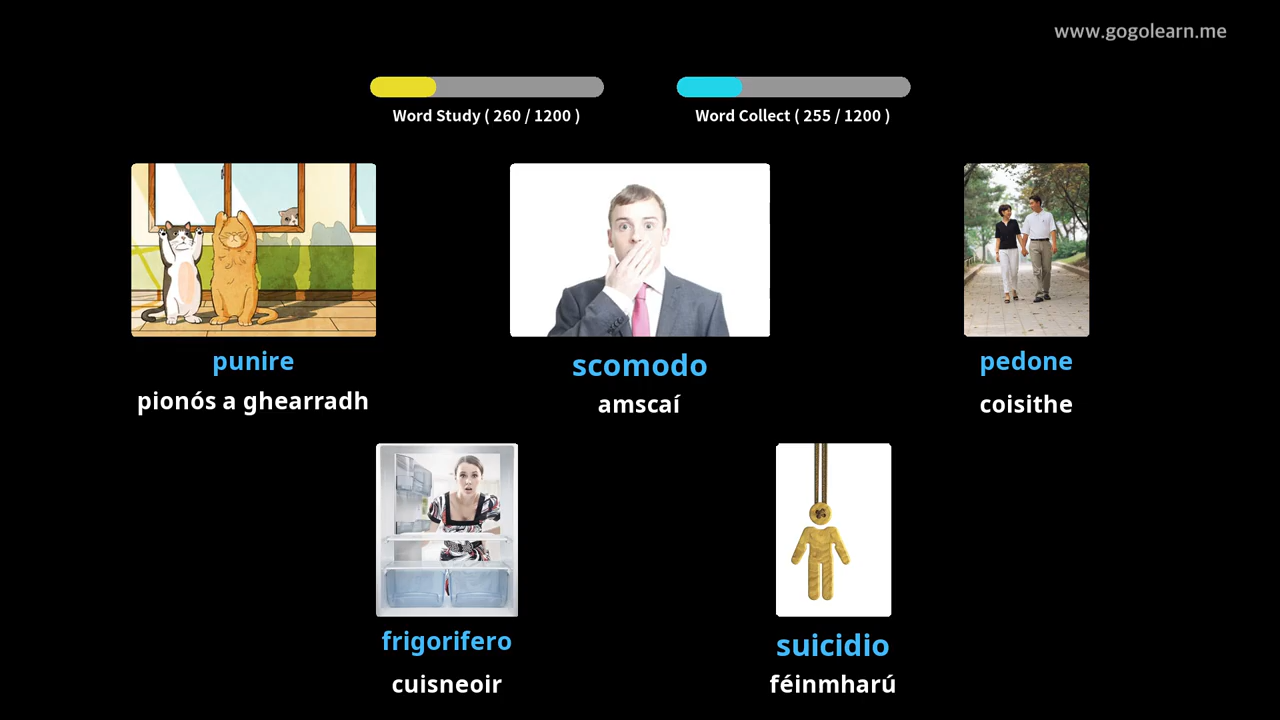 www.gogolearn.me
Word Study ( 260 / 1200 )
Word Collect ( 255 / 1200 )
punire
pionós a ghearradh
scomodo
amscaí
pedone
coisithe
frigorifero
cuisneoir
suicidio
féinmharú